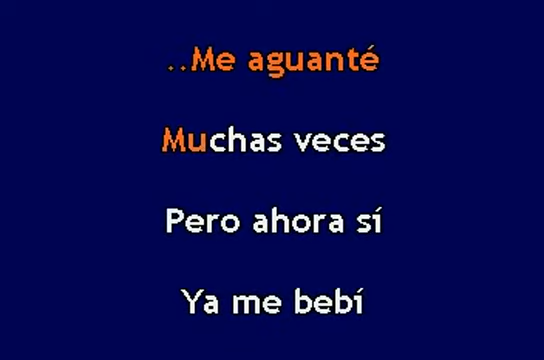 ..Me aguanté
Muchas veces
Pero ahora sí
Ya me bebí